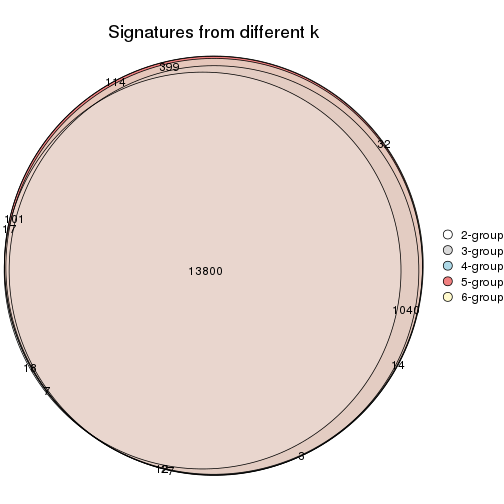 Signatures from different k
399
114
32
101
17
13800
1040
18
14
7
3
127
2-group
3-group
4-group
5-group
6-group